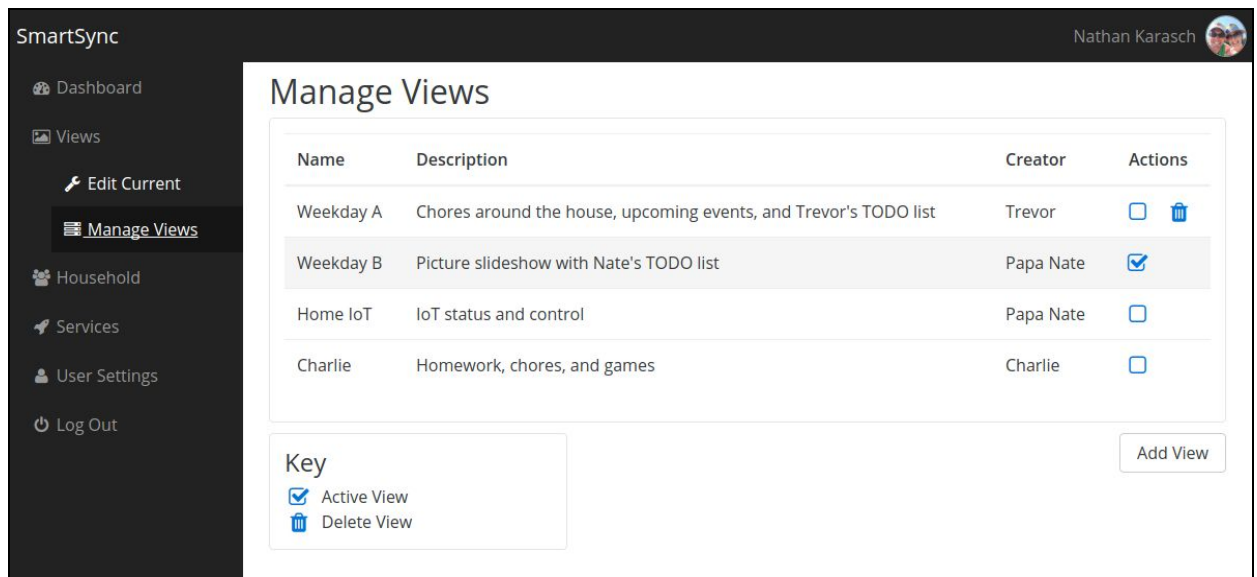 SmartSync
Nathan Karasch
Dashboard
Views
Edit Current
Manage Views
Household
Services
User Settings
Log Out
Manage Views
Name Description Creator Actions
Weekday A Chores around the house, upcoming events, and Trevor's TODO list Trevor
Weekday B Picture slideshow with Nate's TODO list Papa Nate
Home IoT IoT status and control Papa Nate
Charlie Homework, chores, and games Charlie
Add View
Key
Active View
Delete View